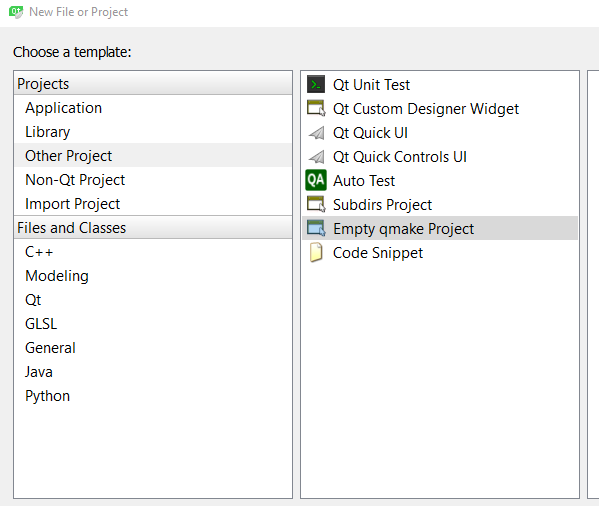 New File or Project
Choose a template:
Projects
Application
Library
Other Project
Non-Qt Project
Import Project
Files and Classes
C++
Modeling
Qt
GLSL
General
Java
Python
Qt Unit Test
Qt Custom Designer Widget
Qt Quick UI
Qt Quick Controls UI
QA Auto Test
Subdirs Project
Empty qmake Project
Code Snippet